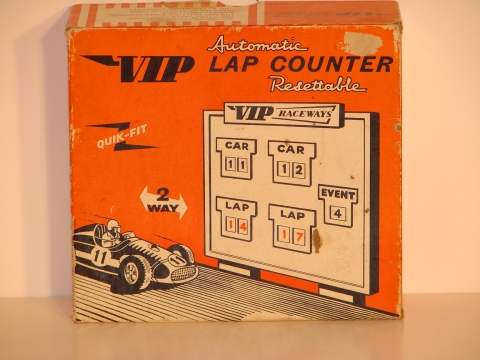 VIP
Automatic
LAP COUNTER
Resettable
VIP RACEWAYS
QUIK-FIT
CAR
11
CAR
12
2
WAY
EVENT
4
LAP
14
LAP
17
11